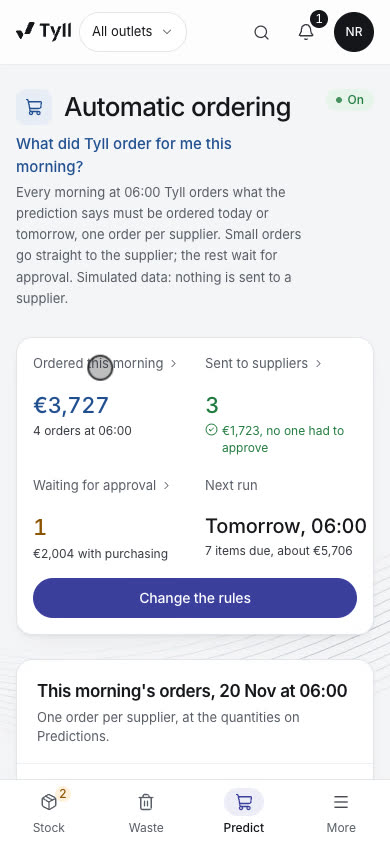 Tyll
All outlets
1
NR
Automatic ordering
On
What did Tyll order for me this
morning?
Every morning at 06:00 Tyll orders what the
prediction says must be ordered today or
tomorrow, one order per supplier. Small orders
go straight to the supplier; the rest wait for
approval. Simulated data: nothing is sent to a
supplier.
Ordered this morning
Sent to suppliers
€3,727
3
4 orders at 06:00
€1,723, no one had to
approve
Waiting for approval
Next run
1
Tomorrow, 06:00
€2,004 with purchasing
7 items due, about €5,706
Change the rules
This morning's orders, 20 Nov at 06:00
One order per supplier, at the quantities on
Predictions.
2
Stock
Waste
Predict
More